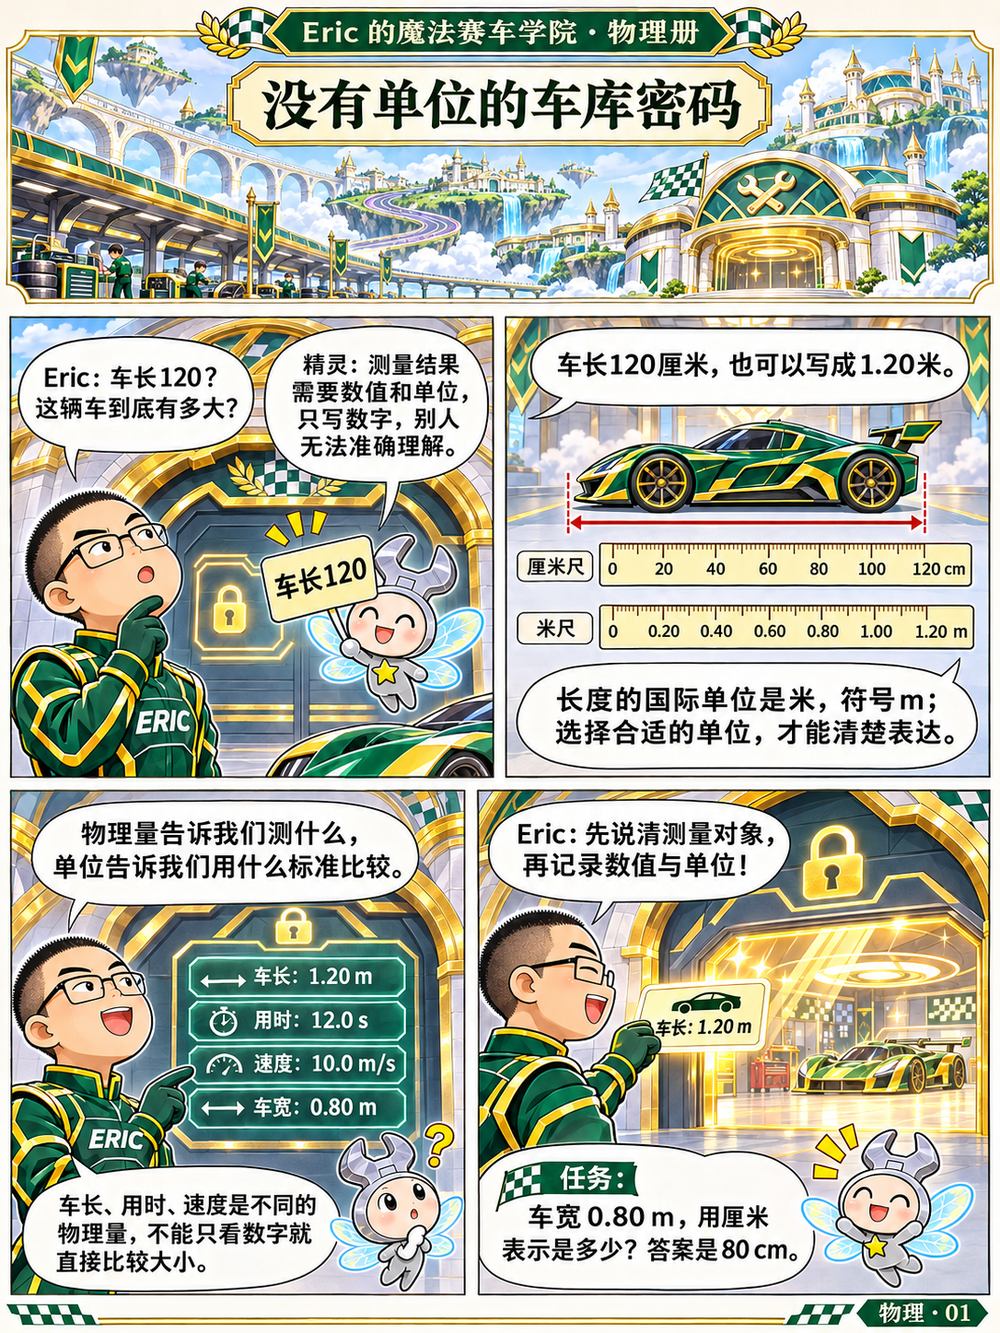 Eric 的魔法赛车学院·物理册
没有单位的车库密码
Eric：车长120？
这辆车到底有多大？
精灵：测量结果
需要数值和单位，
只写数字，别人
无法准确理解。
车长120
ERIC
车长120厘米，也可以写成1.20米。
厘米尺
0 20 40 60 80 100 120 cm
米尺
0 0.20 0.40 0.60 0.80 1.00 1.20 m
长度的国际单位是米，符号m；
选择合适的单位，才能清楚表达。
物理量告诉我们测什么，
单位告诉我们用什么标准比较。
车长：1.20 m
用时：12.0 s
速度：10.0 m/s
车宽：0.80 m
ERIC
?
车长、用时、速度是不同的
物理量，不能只看数字就
直接比较大小。
Eric：先说清测量对象，
再记录数值与单位！
车长：1.20 m
任务：
车宽 0.80 m，用厘米
表示是多少？答案是80 cm。
物理·01